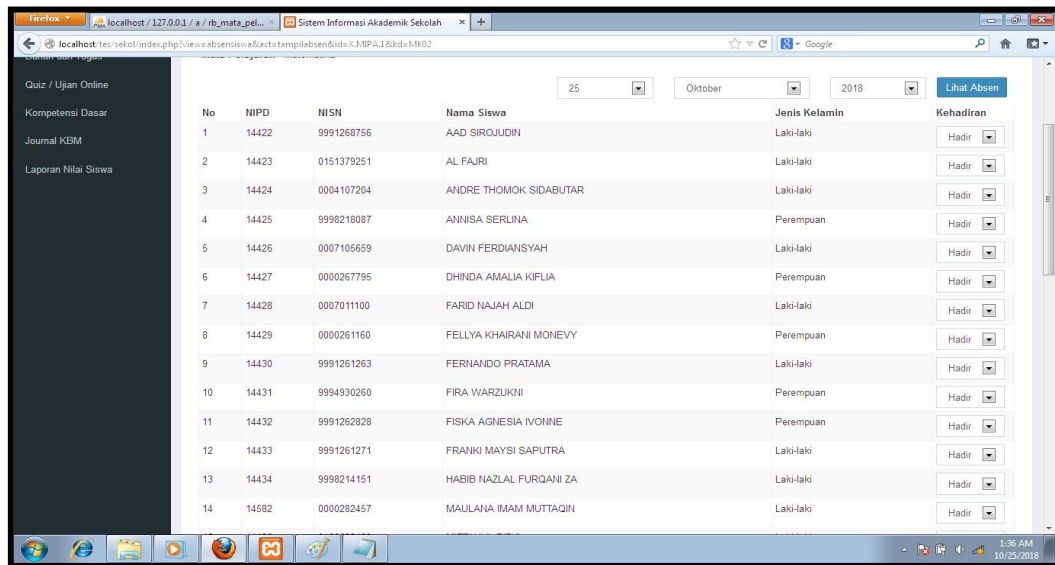 Firefox
localhost / 127.0.0.1 / a / rb_mata_pel...
Sistem Informasi Akademik Sekolah
localhost/tes/sekol/index.php?view=absensiswa&act=tampilabsen&id=X.MIPA.1&kd=MK02
Google
Quiz / Ujian Online
Kompetensi Dasar
Journal KBM
Laporan Nilai Siswa
25 Oktober 2018 Lihat Absen
No NIPD NISN Nama Siswa Jenis Kelamin Kehadiran
1 14422 9991268756 AAD SIROJUDIN Laki-laki Hadir
2 14423 0151379251 AL FAJRI Laki-laki Hadir
3 14424 0004107204 ANDRE THOMOK SIDABUTAR Laki-laki Hadir
4 14425 9998218087 ANNISA SERLINA Perempuan Hadir
5 14426 0007105659 DAVIN FERDIANSYAH Laki-laki Hadir
6 14427 0000267795 DHINDA AMALIA KIFLIA Perempuan Hadir
7 14428 0007011100 FARID NAJAH ALDI Laki-laki Hadir
8 14429 0000261160 FELLYA KHAIRANI MONEVY Perempuan Hadir
9 14430 9991261263 FERNANDO PRATAMA Laki-laki Hadir
10 14431 9994930260 FIRA WARZUKNI Perempuan Hadir
11 14432 9991262828 FISKA AGNESIA IVONNE Perempuan Hadir
12 14433 9991261271 FRANKI MAYSI SAPUTRA Laki-laki Hadir
13 14434 9998214151 HABIB NAZLAL FURQANI ZA Laki-laki Hadir
14 14582 0000282457 MAULANA IMAM MUTTAQIN Laki-laki Hadir
1:36 AM
10/25/2018